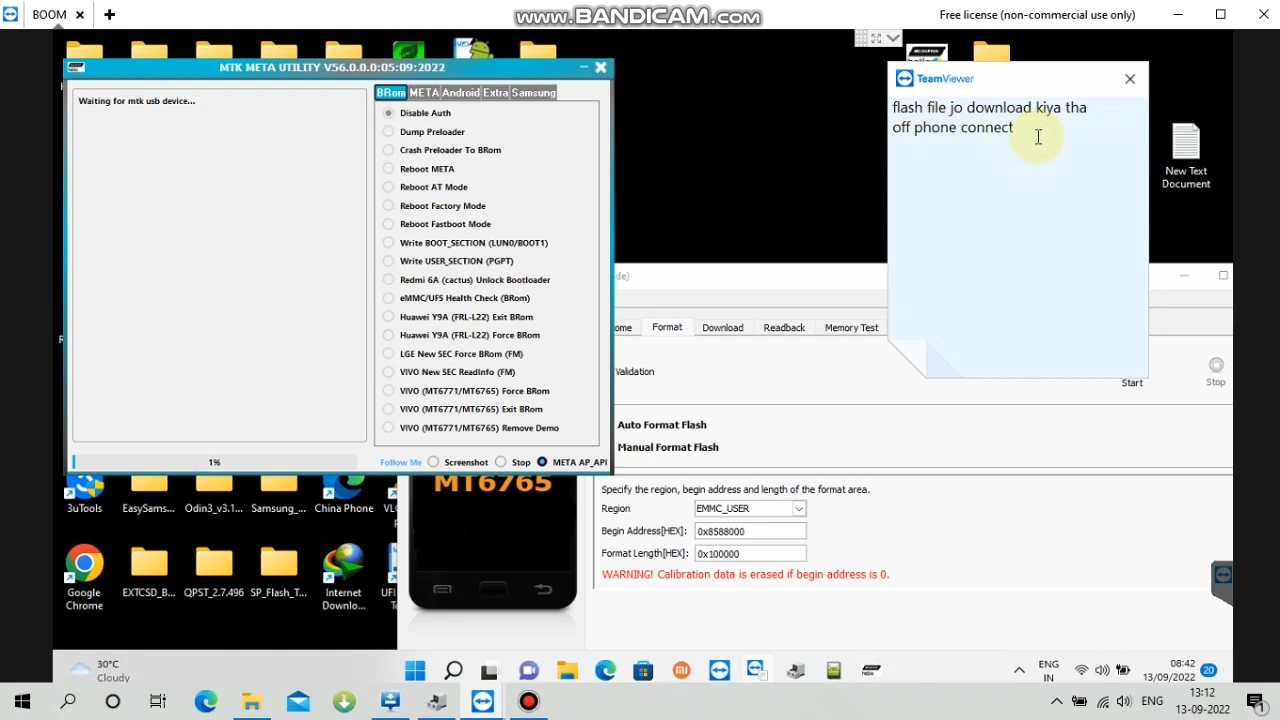 BOOM
www.BANDICAM.com
Free license (non-commercial use only)
MTK META UTILITY V56.0.0.0:05:09:2022
Waiting for mtk usb device...
BRom META Android Extra Samsung
Disable Auth
Dump Preloader
Crash Preloader To BRom
Reboot META
Reboot AT Mode
Reboot Factory Mode
Reboot Fastboot Mode
Write BOOT_SECTION (LUN0/BOOT1)
Write USER_SECTION (PGPT)
Redmi 6A (cactus) Unlock Bootloader
eMMC/UFS Health Check (BRom)
Huawei Y9A (FRL-L22) Exit BRom
Huawei Y9A (FRL-L22) Force BRom
LGE New SEC Force BRom (FM)
VIVO New SEC ReadInfo (FM)
VIVO (MT6771/MT6765) Force BRom
VIVO (MT6771/MT6765) Exit BRom
VIVO (MT6771/MT6765) Remove Demo
1%
Follow Me Screenshot Stop META AP_API
TeamViewer
flash file jo download kiya tha
off phone connect
New Text
Document
Format Download Readback Memory Test
Validation
Start
Stop
Auto Format Flash
Manual Format Flash
MT6765
Specify the region, begin address and length of the format area.
Region EMMC_USER
Begin Address[HEX]: 0x8588000
Format Length[HEX]: 0x100000
WARNING! Calibration data is erased if begin address is 0.
3uTools
EasySams...
Odin3_v3.1...
Samsung_...
China Phone
Google
Chrome
EXTCSD_B...
QPST_2.7.496
SP_Flash_T...
Internet
Downlo...
30°C
Cloudy
ENG
IN
08:42
13/09/2022
20
ENG
13:12
13-09-2022
1